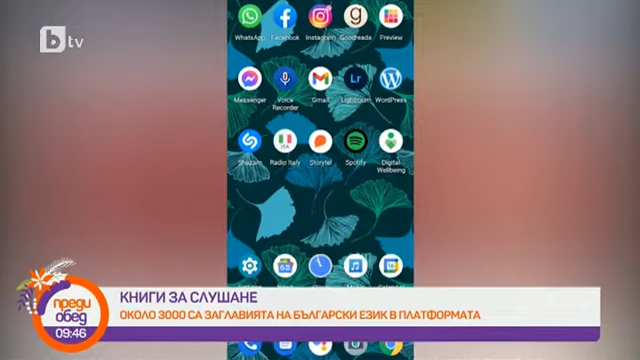 btv
WhatsApp Facebook Instagram Goodreads Preview
Messenger Voice Recorder Gmail Lightroom WordPress
Shazam Radio Italy Storytel Spotify Digital Wellbeing
КНИГИ ЗА СЛУШАНЕ
ОКОЛО 3000 СА ЗАГЛАВИЯТА НА БЪЛГАРСКИ ЕЗИК В ПЛАТФОРМАТА
преди
обед
09:46